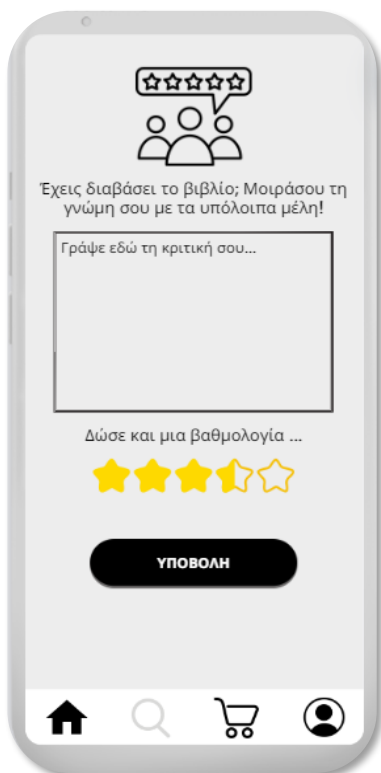 Έχεις διαβάσει το βιβλίο; Μοιράσου τη
γνώμη σου με τα υπόλοιπα μέλη!
Γράψε εδώ τη κριτική σου...
Δώσε και μια βαθμολογία ...
ΥΠΟΒΟΛΗ